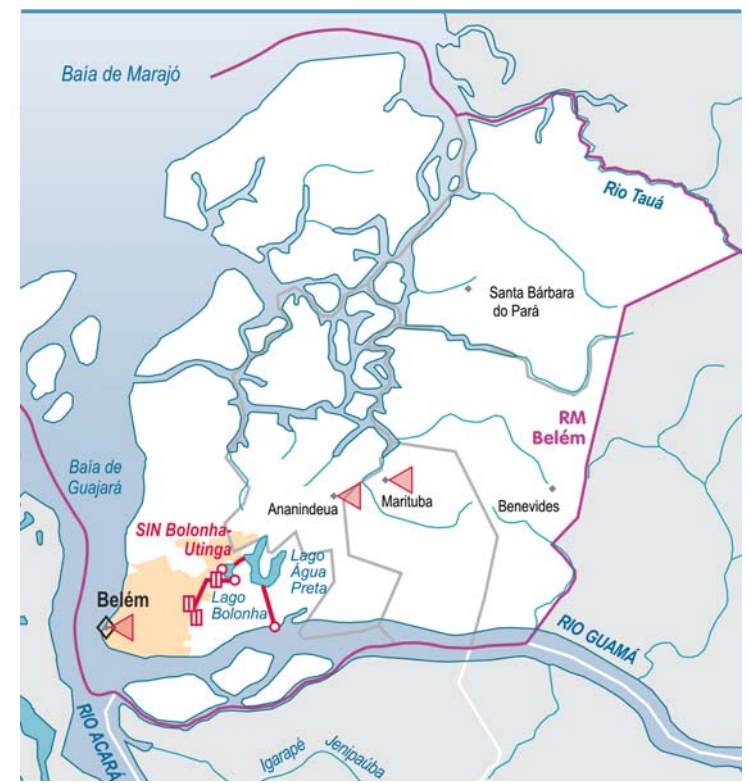 Baía de Marajó
Rio Tauá
Santa Bárbara
do Pará
RM
Belém
Baía de
Guajará
Ananindeua
Marituba
Benevides
SIN Bolonha-
Utinga
Lago
Água
Preta
Lago
Bolonha
Belém
RIO GUAMÁ
RIO ACARÁ
Igarapé Jenipaúba